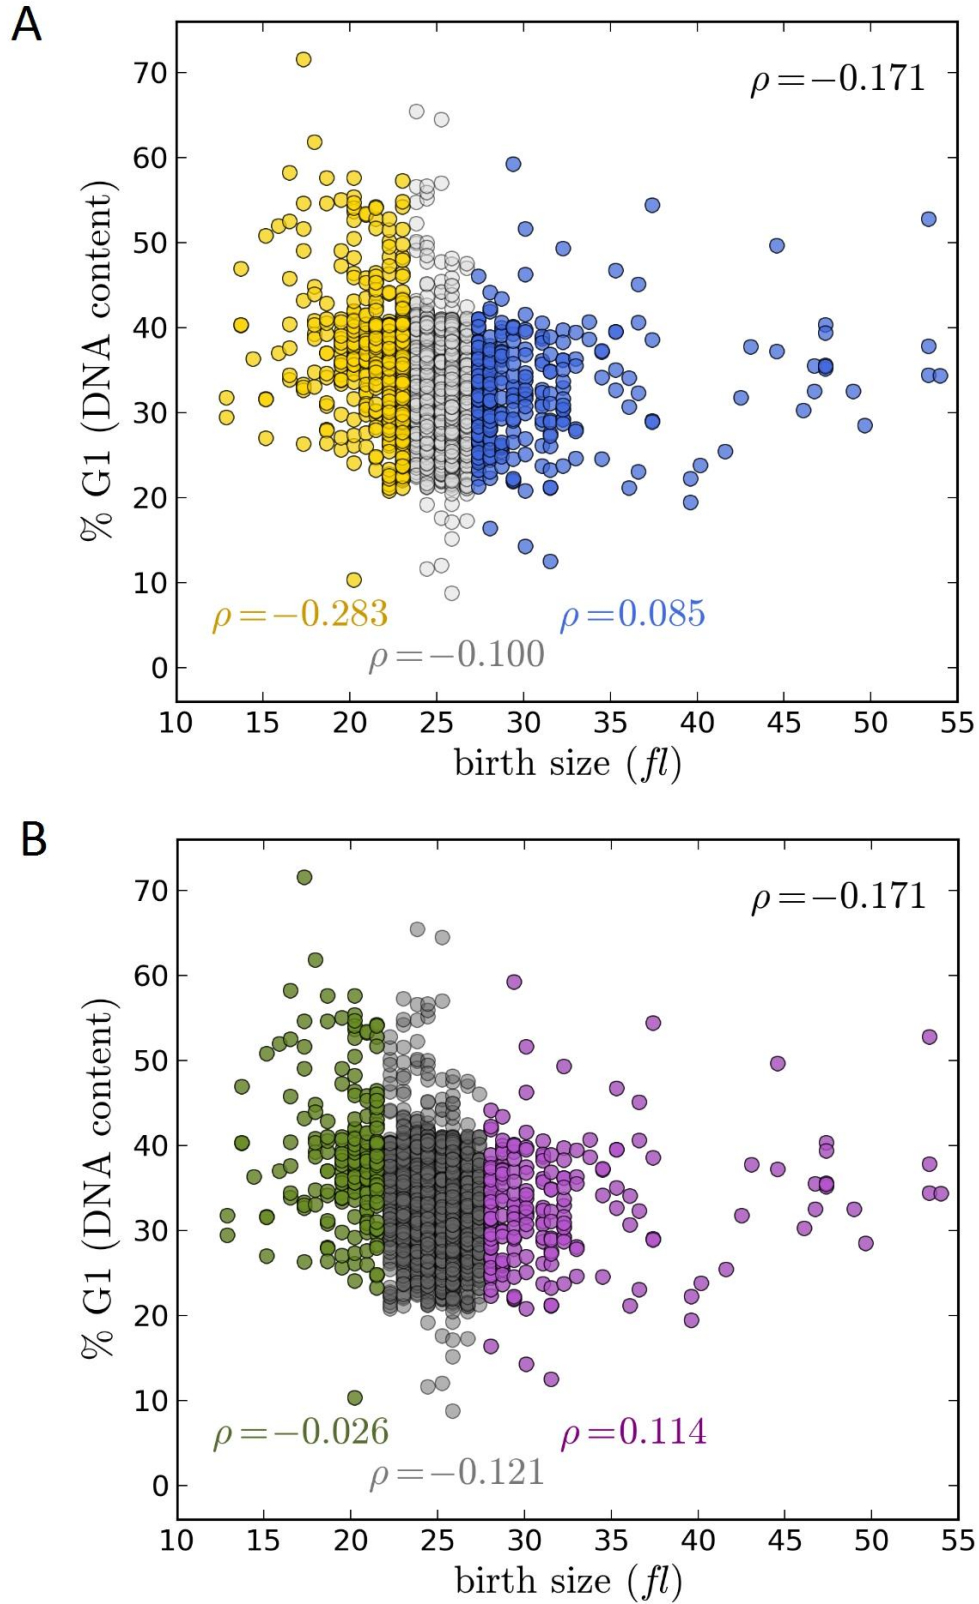 A
% G1 (DNA content)
70
60
50
40
30
20
10
0
ρ=−0.171
ρ=−0.283
ρ=0.085
ρ=−0.100
10 15 20 25 30 35 40 45 50 55
birth size (fl)
B
% G1 (DNA content)
70
60
50
40
30
20
10
0
ρ=−0.171
ρ=−0.026
ρ=0.114
ρ=−0.121
10 15 20 25 30 35 40 45 50 55
birth size (fl)